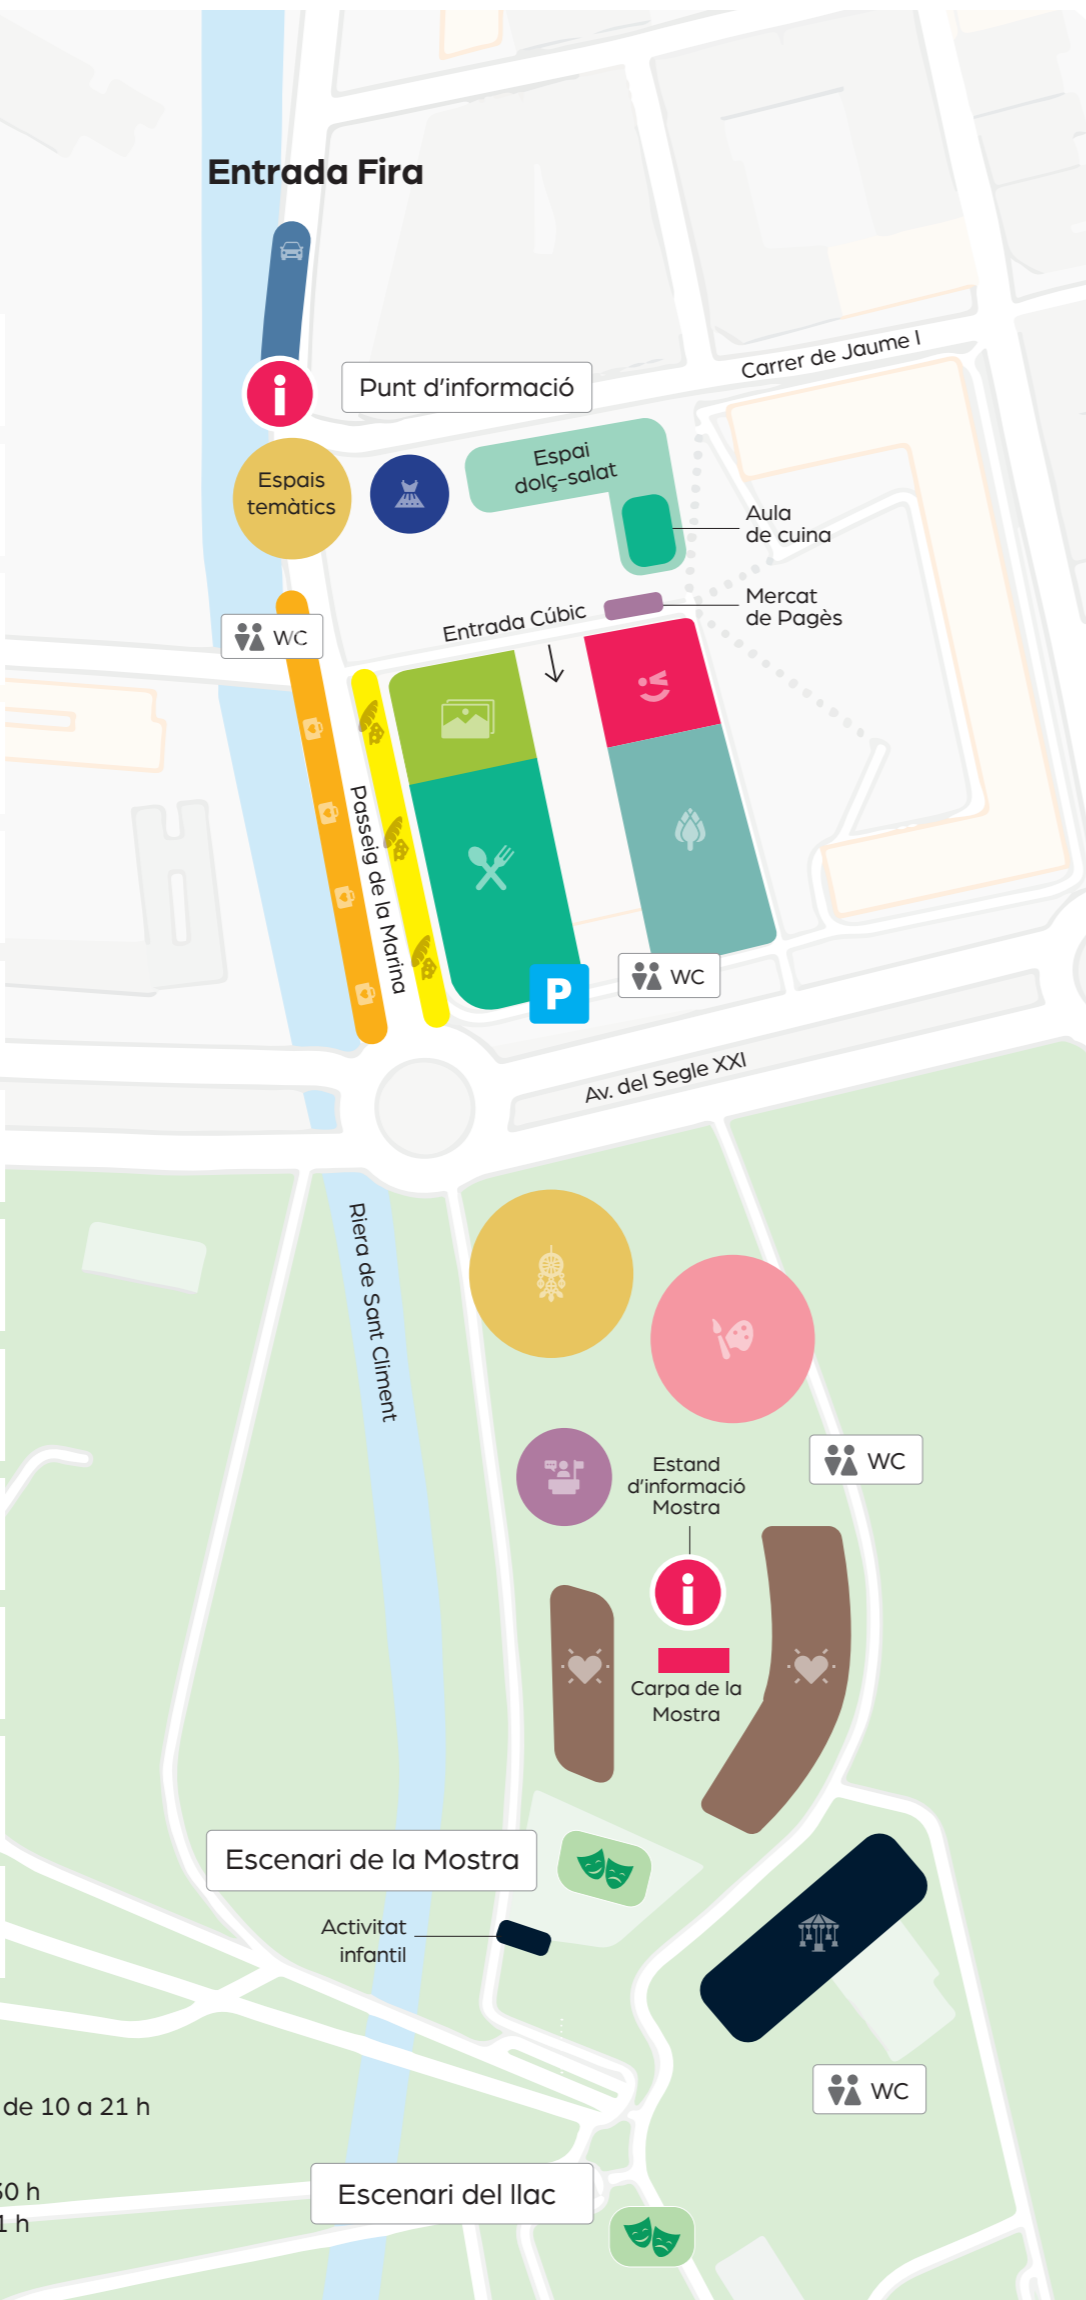 Entrada Fira
Carrer de Jaume I
i
Punt d'informació
Espai
dolç-salat
Espais
temàtics
Aula
de cuina
Mercat
de Pagès
Entrada Cúbic
WC
Passeig de la Marina
WC
P
Av. del Segle XXI
Riera de Sant Climent
WC
Estand
d'informació
Mostra
i
Carpa de la
Mostra
Escenari de la Mostra
Activitat
infantil
WC
de 10 a 21 h
0 h
1 h
Escenari del llac